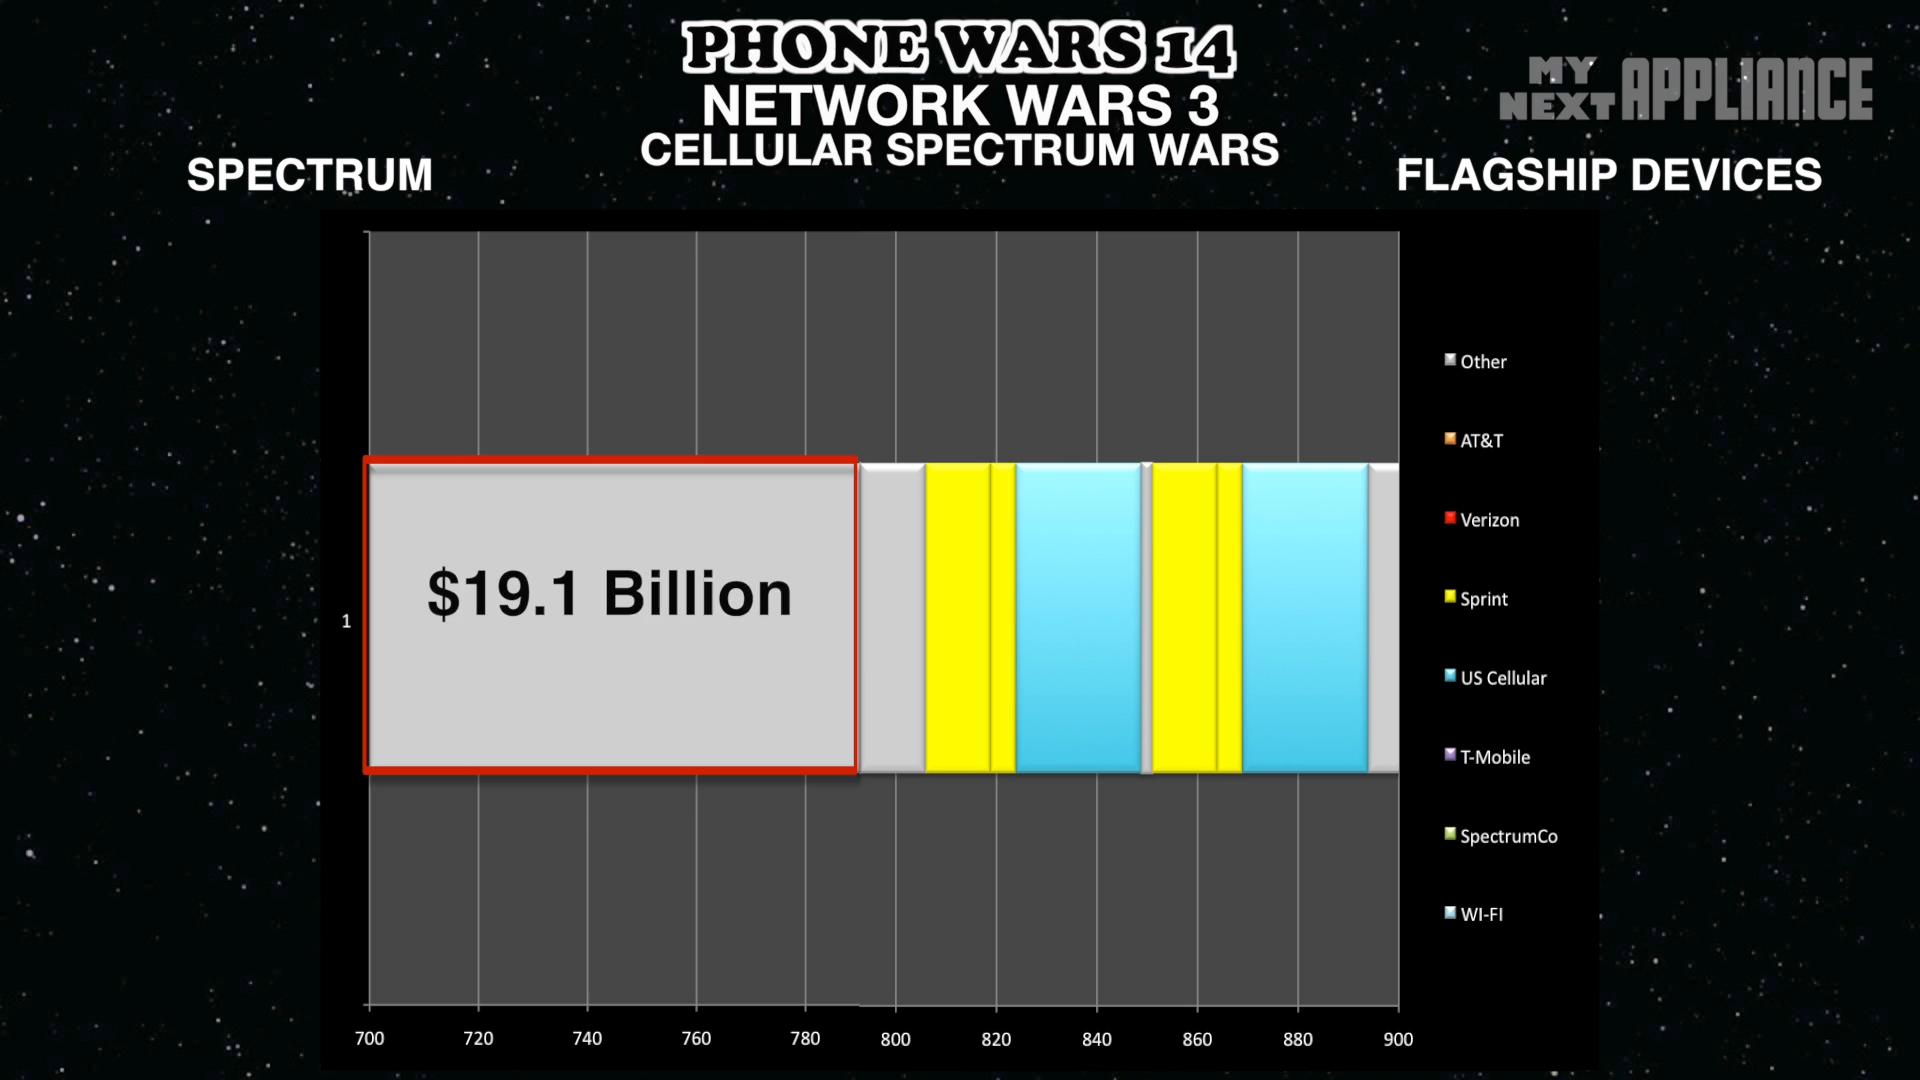 PHONE WARS 14
NETWORK WARS 3
CELLULAR SPECTRUM WARS
MY NEXT APPLIANCE
SPECTRUM
FLAGSHIP DEVICES
$19.1 Billion
1
700 720 740 760 780 800 820 840 860 880 900
Other
AT&T
Verizon
Sprint
US Cellular
T-Mobile
SpectrumCo
WI-FI